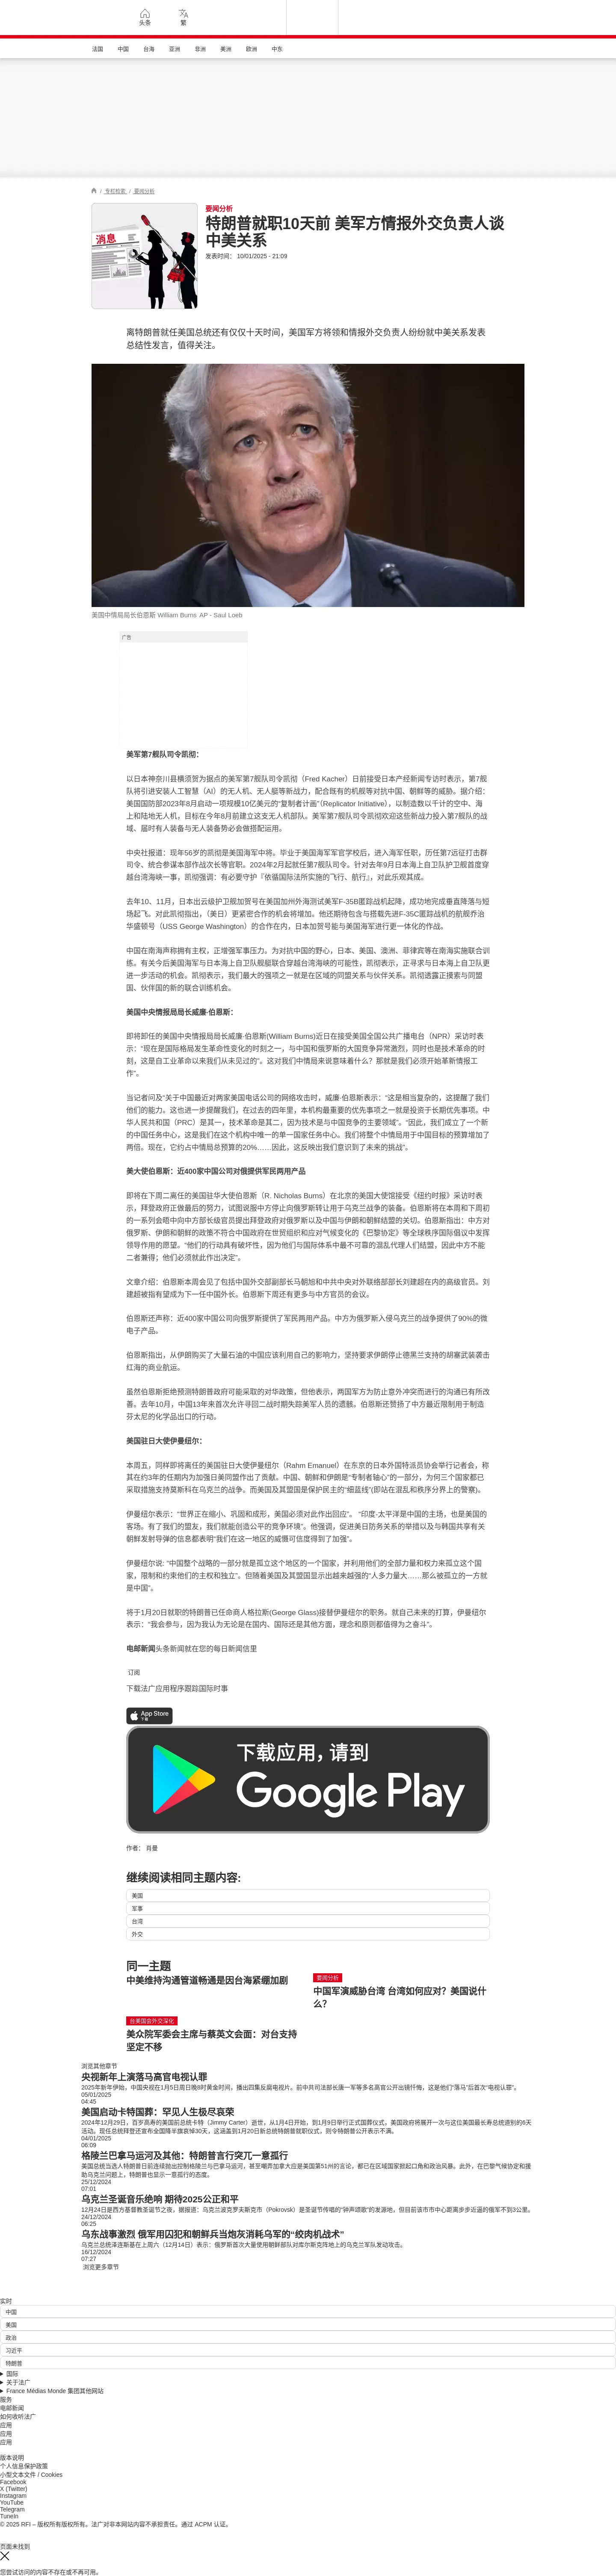 头条
繁
法国 中国 台海 亚洲 非洲 美洲 欧洲 中东
/ 专栏检索 / 要闻分析
消息
要闻分析
特朗普就职10天前 美军方情报外交负责人谈
中美关系
发表时间： 10/01/2025 - 21:09
离特朗普就任美国总统还有仅仅十天时间，美国军方将领和情报外交负责人纷纷就中美关系发表
总结性发言，值得关注。
美国中情局局长伯恩斯 William Burns AP - Saul Loeb
广告
美军第7舰队司令凯彻：
以日本神奈川县横须贺为据点的美军第7舰队司令凯彻（Fred Kacher）日前接受日本产经新闻专访时表示，第7舰
队将引进安装人工智慧（AI）的无人机、无人艇等新战力，配合既有的机舰等对抗中国、朝鲜等的威胁。据介绍：
美国国防部2023年8月启动一项规模10亿美元的“复制者计画”（Replicator Initiative），以制造数以千计的空中、海
上和陆地无人机，目标在今年8月前建立这支无人机部队。美军第7舰队司令凯彻欢迎这些新战力投入第7舰队的战
域、届时有人装备与无人装备势必会做搭配运用。
中央社报道：现年56岁的凯彻是美国海军中将。毕业于美国海军军官学校后，进入海军任职，历任第7远征打击群
司令、统合参谋本部作战次长等官职。2024年2月起就任第7舰队司令。针对去年9月日本海上自卫队护卫舰首度穿
越台湾海峡一事，凯彻强调：有必要守护『依循国际法所实施的飞行、航行』，对此乐观其成。
去年10、11月，日本出云级护卫舰加贺号在美国加州外海测试美军F-35B匿踪战机起降，成功地完成垂直降落与短
场起飞。对此凯彻指出，（美日）更紧密合作的机会将增加。他还期待包含与搭载先进F-35C匿踪战机的航舰乔治
华盛顿号（USS George Washington）的合作在内，日本加贺号能与美国海军进行更一体化的作战。
中国在南海声称拥有主权，正增强军事压力。为对抗中国的野心，日本、美国、澳洲、菲律宾等在南海实施联合训
练。有关今后美国海军与日本海上自卫队舰艇联合穿越台湾海峡的可能性，凯彻表示，正寻求与日本海上自卫队更
进一步活动的机会。凯彻表示，我们最大的强项之一就是在区域的同盟关系与伙伴关系。凯彻透露正摸索与同盟
国、伙伴国的新的联合训练机会。
美国中央情报局局长威廉·伯恩斯：
即将卸任的美国中央情报局局长威廉·伯恩斯(William Burns)近日在接受美国全国公共广播电台（NPR）采访时表
示：“现在是国际格局发生革命性变化的时刻之一，与中国和俄罗斯的大国竞争异常激烈，同时也是技术革命的时
刻，这是自工业革命以来我们从未见过的”。这对我们中情局来说意味着什么？那就是我们必须开始革新情报工
作”。
当记者问及“关于中国最近对两家美国电话公司的网络攻击时，威廉·伯恩斯表示：“这是相当复杂的，这提醒了我们
他们的能力。这也进一步提醒我们，在过去的四年里，本机构最重要的优先事项之一就是投资于长期优先事项。中
华人民共和国（PRC）是其一，技术革命是其二，因为技术是与中国竞争的主要领域”。“因此，我们成立了一个新
的中国任务中心，这是我们在这个机构中唯一的单一国家任务中心。我们将整个中情局用于中国目标的预算增加了
两倍。现在，它约占中情局总预算的20%……因此，这反映出我们意识到了未来的挑战”。
美大使伯恩斯：近400家中国公司对俄提供军民两用产品
即将在下周二离任的美国驻华大使伯恩斯（R. Nicholas Burns）在北京的美国大使馆接受《纽约时报》采访时表
示，拜登政府正做最后的努力，试图说服中方停止向俄罗斯转让用于乌克兰战争的装备。伯恩斯将在本周和下周初
的一系列会晤中向中方部长级官员提出拜登政府对俄罗斯以及中国与伊朗和朝鲜结盟的关切。伯恩斯指出：中方对
俄罗斯、伊朗和朝鲜的政策不符合中国政府在世贸组织和应对气候变化的《巴黎协定》等全球秩序国际倡议中发挥
领导作用的愿望。“他们的行动具有破坏性，因为他们与国际体系中最不可靠的混乱代理人们结盟，因此中方不能
二者兼得；他们必须就此作出决定”。
文章介绍：伯恩斯本周会见了包括中国外交部副部长马朝旭和中共中央对外联络部部长刘建超在内的高级官员。刘
建超被指有望成为下一任中国外长。伯恩斯下周还有更多与中方官员的会议。
伯恩斯还声称：近400家中国公司向俄罗斯提供了军民两用产品。中方为俄罗斯入侵乌克兰的战争提供了90%的微
电子产品。
伯恩斯指出，从伊朗购买了大量石油的中国应该利用自己的影响力，坚持要求伊朗停止德黑兰支持的胡塞武装袭击
红海的商业航运。
虽然伯恩斯拒绝预测特朗普政府可能采取的对华政策，但他表示，两国军方为防止意外冲突而进行的沟通已有所改
善。去年10月，中国13年来首次允许寻回二战时期失踪美军人员的遗骸。伯恩斯还赞扬了中方最近限制用于制造
芬太尼的化学品出口的行动。
美国驻日大使伊曼纽尔：
本周五，同样即将离任的美国驻日大使伊曼纽尔（Rahm Emanuel）在东京的日本外国特派员协会举行记者会，称
其在约3年的任期内为加强日美同盟作出了贡献。中国、朝鲜和伊朗是“专制者轴心”的一部分，为何三个国家都已
采取措施支持莫斯科在乌克兰的战争。而美国及其盟国是保护民主的“细蓝线”(即站在混乱和秩序分界上的警察)。
伊曼纽尔表示：“世界正在缩小、巩固和成形，美国必须对此作出回应”。“印度-太平洋是中国的主场，也是美国的
客场。有了我们的盟友，我们就能创造公平的竞争环境”。他强调，促进美日防务关系的举措以及与韩国共享有关
朝鲜发射导弹的信息都表明“我们在这一地区的威慑可信度得到了加强”。
伊曼纽尔说: “中国整个战略的一部分就是孤立这个地区的一个国家，并利用他们的全部力量和权力来孤立这个国
家，限制和约束他们的主权和独立”。但随着美国及其盟国显示出越来越强的“人多力量大……那么被孤立的一方就
是中国”。
将于1月20日就职的特朗普已任命商人格拉斯(George Glass)接替伊曼纽尔的职务。就自己未来的打算，伊曼纽尔
表示：“我会参与，因为我认为无论是在国内、国际还是其他方面，理念和原则都值得为之奋斗”。
电邮新闻头条新闻就在您的每日新闻信里
订阅
下载法广应用程序跟踪国际时事
App Store
下载
下载应用，请到
Google Play
作者： 肖曼
继续阅读相同主题内容:
美国
军事
台湾
外交
同一主题
中美维持沟通管道畅通是因台海紧绷加剧
要闻分析
中国军演威胁台湾 台湾如何应对？美国说什
么？
台美国容外交深化
美众院军委会主席与蔡英文会面：对台支持
坚定不移
浏览其他章节
央视新年上演落马高官电视认罪
2025年新年伊始，中国央视在1月5日周日晚8时黄金时间，播出四集反腐电视片。前中共司法部长唐一军等多名高官公开出镜忏悔，这是他们“落马”后首次“电视认罪”。
05/01/2025
04:45
美国启动卡特国葬：罕见人生极尽哀荣
2024年12月29日，百岁高寿的美国前总统卡特（Jimmy Carter）逝世，从1月4日开始，到1月9日举行正式国葬仪式，美国政府将展开一次与这位美国最长寿总统道别的6天
活动。现任总统拜登还宣布全国降半旗哀悼30天，这涵盖到1月20日新总统特朗普就职仪式，则令特朗普公开表示不满。
04/01/2025
06:09
格陵兰巴拿马运河及其他：特朗普言行突兀一意孤行
美国总统当选人特朗普日前连续抛出控制格陵兰与巴拿马运河，甚至嘲弄加拿大应是美国第51州的言论，都已在区域国家掀起口角和政治风暴。此外，在巴黎气候协定和援
助乌克兰问题上，特朗普也显示一意孤行的态度。
25/12/2024
07:01
乌克兰圣诞音乐绝响 期待2025公正和平
12月24日是西方基督教圣诞节之夜，据报道：乌克兰波克罗夫斯克市（Pokrovsk）是圣诞节传唱的“钟声颂歌”的发源地，但目前该市市中心距离步步近逼的俄军不到3公里。
24/12/2024
06:25
乌东战事激烈 俄军用囚犯和朝鲜兵当炮灰消耗乌军的“绞肉机战术”
乌克兰总统泽连斯基在上周六（12月14日）表示：俄罗斯首次大量使用朝鲜部队对库尔斯克阵地上的乌克兰军队发动攻击。
16/12/2024
07:27
浏览更多章节
实时
中国
美国
政治
习近平
特朗普
国际
关于法广
France Médias Monde 集团其他网站
服务
电邮新闻
如何收听法广
应用
应用
应用
版本说明
个人信息保护政策
小型文本文件 / Cookies
Facebook
X (Twitter)
Instagram
YouTube
Telegram
TuneIn
© 2025 RFI – 版权所有版权所有。法广对非本网站内容不承担责任。通过 ACPM 认证。
页面未找到
您尝试访问的内容不存在或不再可用。